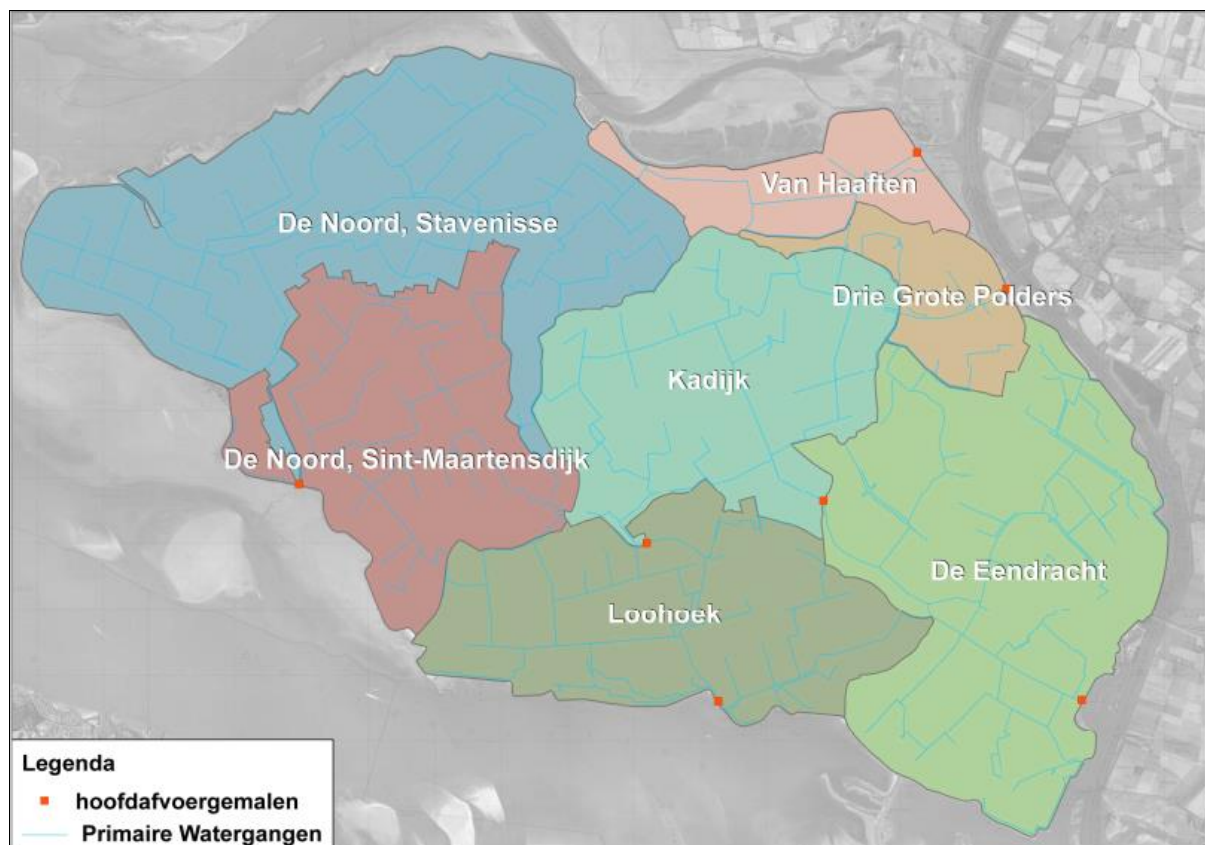 Van Haaften
De Noord, Stavenisse
Drie Grote Polders
Kadijk
De Noord, Sint-Maartensdijk
De Eendracht
Loohoek
Legenda
hoofdafvoergemalen
Primaire Watergangen